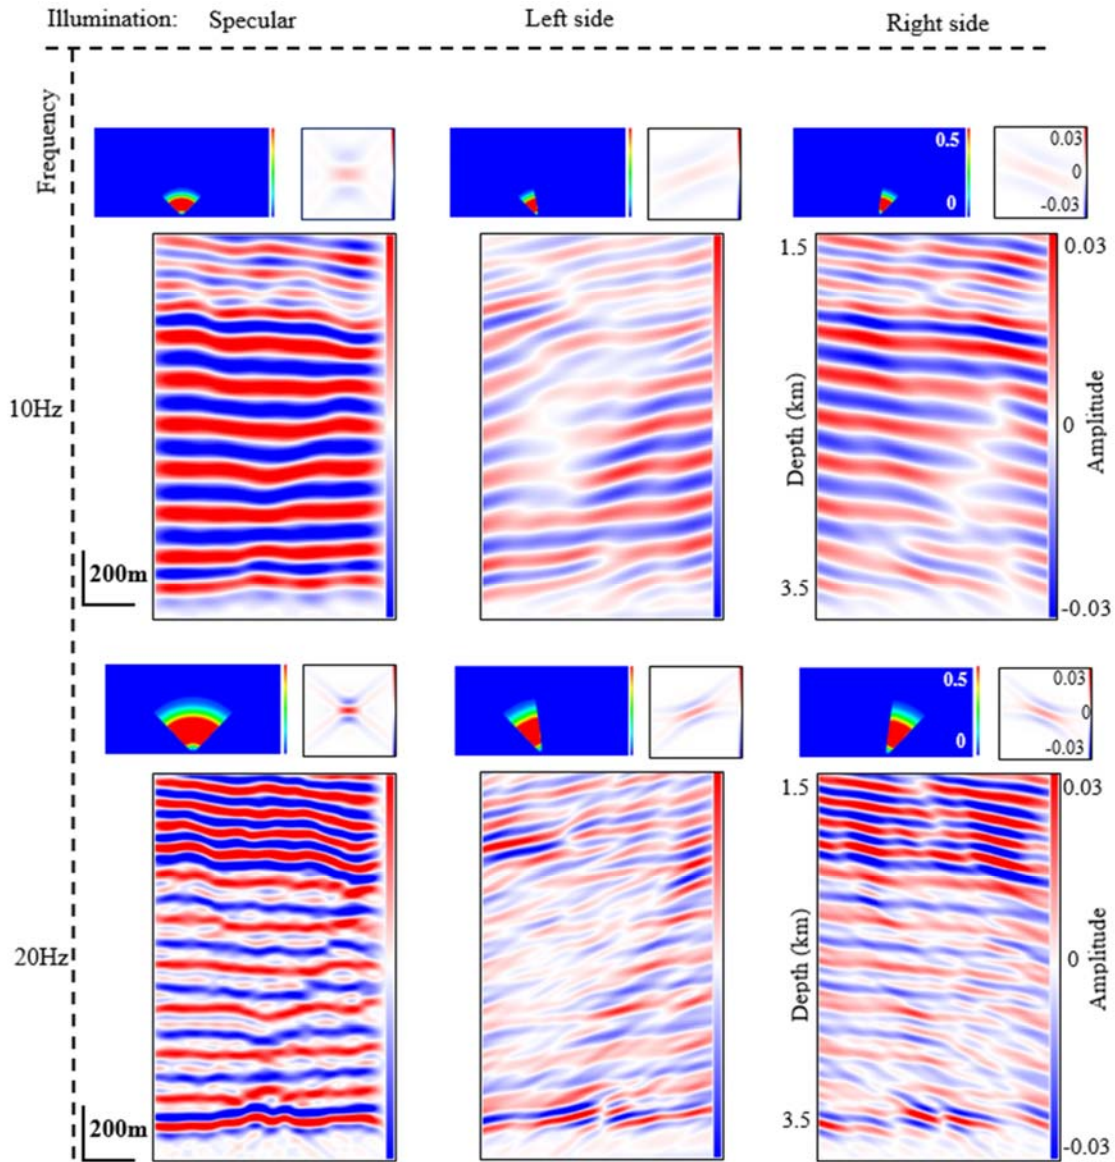 Illumination: Specular Left side Right side
Frequency
0.5
0
0.03
0
-0.03
10Hz
200m
1.5
Depth (km)
3.5
0.03
0
Amplitude
-0.03
0.5
0
0.03
0
-0.03
20Hz
200m
1.5
Depth (km)
3.5
0.03
0
Amplitude
-0.03